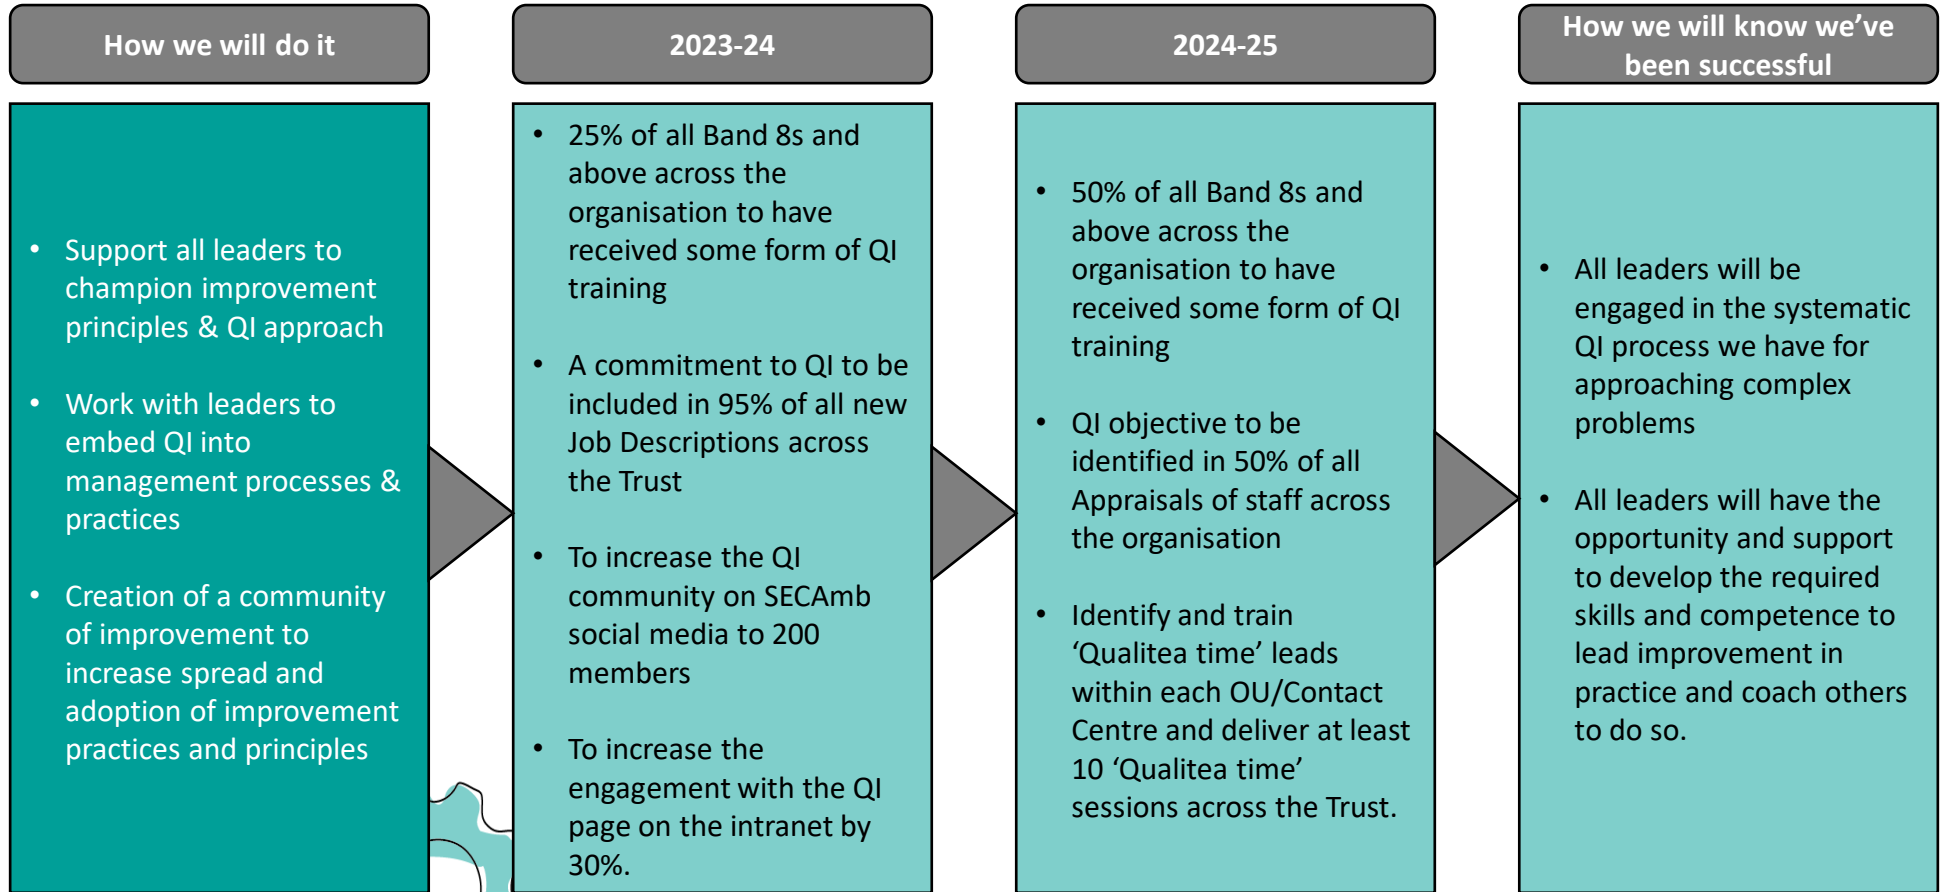 How we will do it
• Support all leaders to
champion improvement
principles & QI approach
• Work with leaders to
embed QI into
management processes &
practices
• Creation of a community
of improvement to
increase spread and
adoption of improvement
practices and principles
2023-24
• 25% of all Band 8s and
above across the
organisation to have
received some form of QI
training
• A commitment to QI to be
included in 95% of all new
Job Descriptions across
the Trust
• To increase the QI
community on SECAmb
social media to 200
members
• To increase the
engagement with the QI
page on the intranet by
30%.
2024-25
• 50% of all Band 8s and
above across the
organisation to have
received some form of QI
training
• QI objective to be
identified in 50% of all
Appraisals of staff across
the organisation
• Identify and train
‘Qualitea time’ leads
within each OU/Contact
Centre and deliver at least
10 ‘Qualitea time’
sessions across the Trust.
How we will know we’ve
been successful
• All leaders will be
engaged in the systematic
QI process we have for
approaching complex
problems
• All leaders will have the
opportunity and support
to develop the required
skills and competence to
lead improvement in
practice and coach others
to do so.